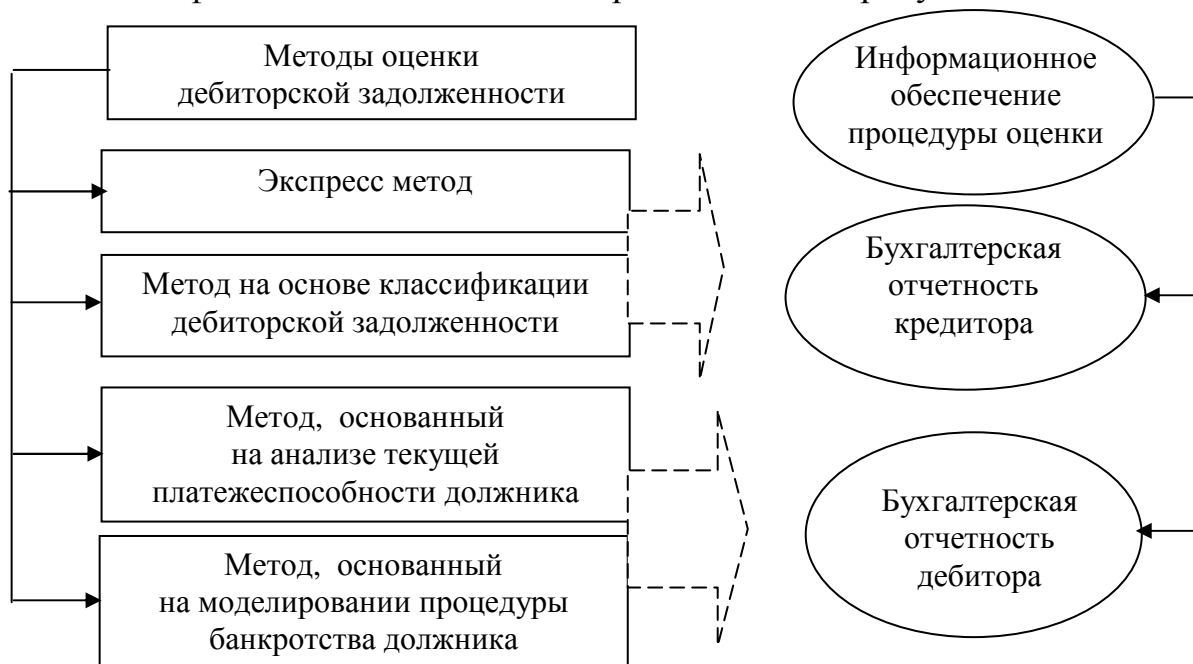 Методы оценки
дебиторской задолженности
Экспресс метод
Метод на основе классификации
дебиторской задолженности
Метод, основанный
на анализе текущей
платежеспособности должника
Метод, основанный
на моделировании процедуры
банкротства должника
Информационное
обеспечение
процедуры оценки
Бухгалтерская
отчетность
кредитора
Бухгалтерская
отчетность
дебитора